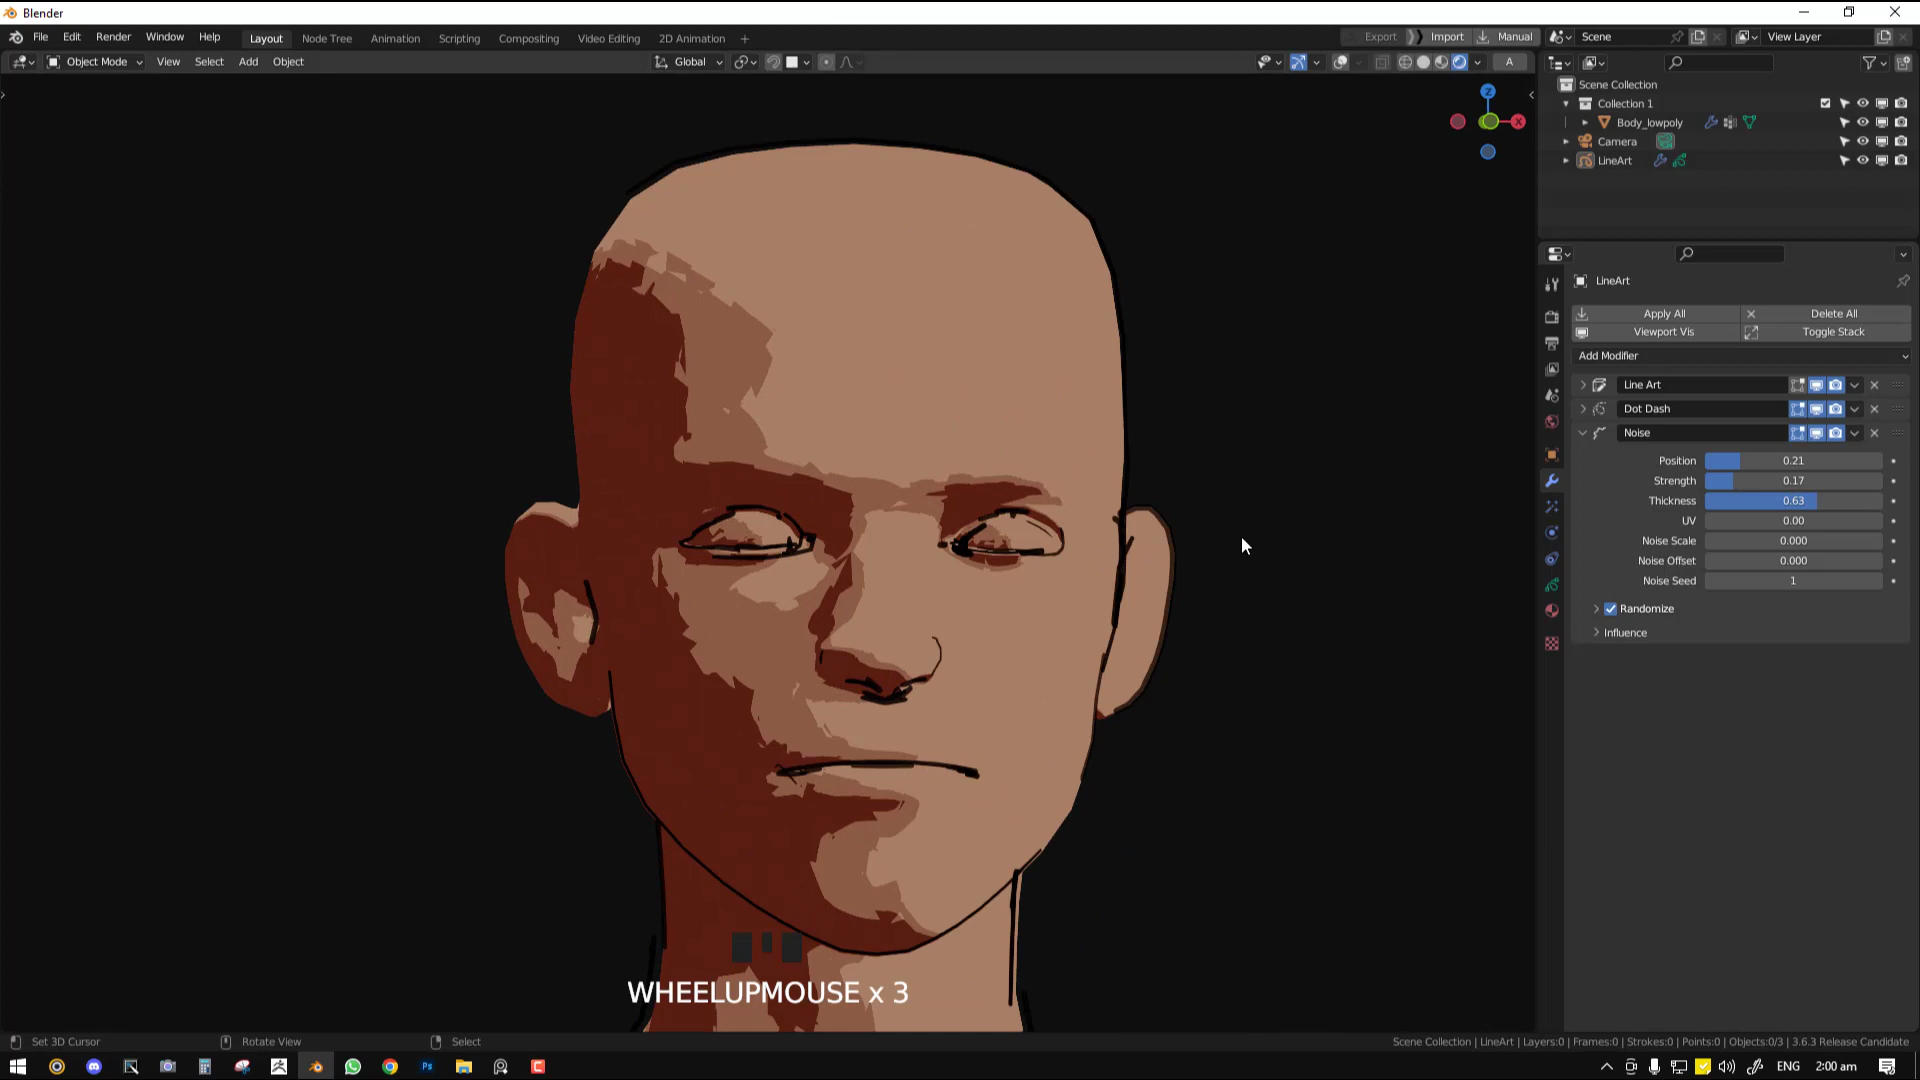 Blender
File Edit Render Window Help
Layout Node Tree Animation Scripting Compositing Video Editing 2D Animation +
Export Import Manual
Scene
View Layer
Object Mode View Select Add Object
Global
A
Scene Collection
Collection 1
Body_lowpoly
Camera
LineArt
Z
X
LineArt
Apply All
Delete All
Viewport Vis
Toggle Stack
Add Modifier
Line Art
Dot Dash
Noise
Position 0.21
Strength 0.17
Thickness 0.63
UV 0.00
Noise Scale 0.000
Noise Offset 0.000
Noise Seed 1
Randomize
Influence
WHEELUPMOUSE x 3
Set 3D Cursor
Rotate View
Select
Scene Collection | LineArt | Layers:0 | Frames:0 | Strokes:0 | Points:0 | Objects:0/3 | 3.6.3 Release Candidate
Ps
ENG
2:00 am